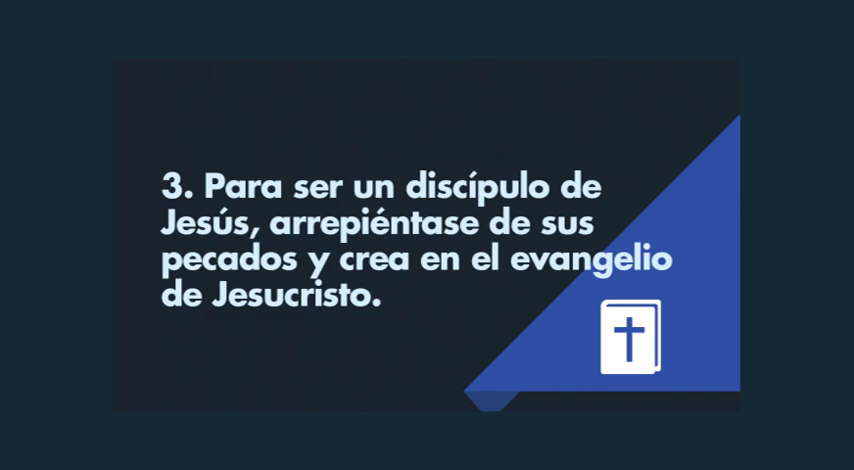 3. Para ser un discípulo de
Jesús, arrepiéntase de sus
pecados y crea en el evangelio
de Jesucristo.